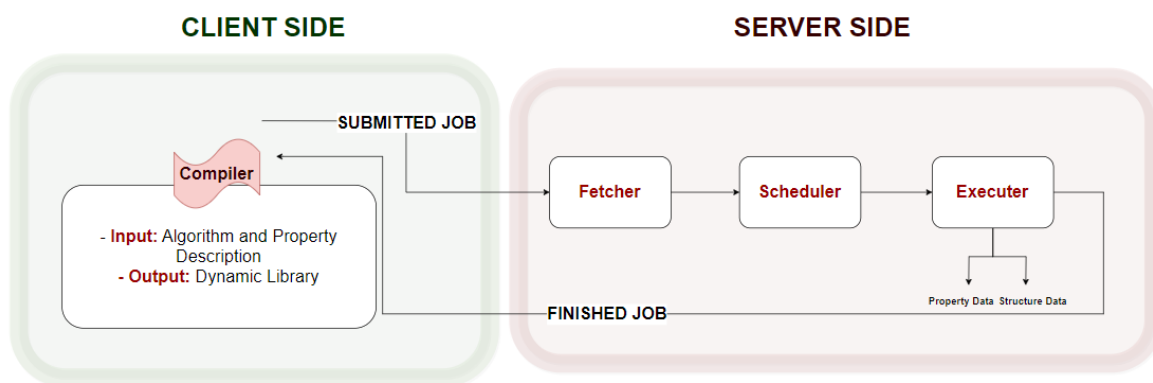 CLIENT SIDE
SERVER SIDE
SUBMITTED JOB
Compiler
- Input: Algorithm and Property
Description
- Output: Dynamic Library
Fetcher
Scheduler
Executer
Property Data
Structure Data
FINISHED JOB